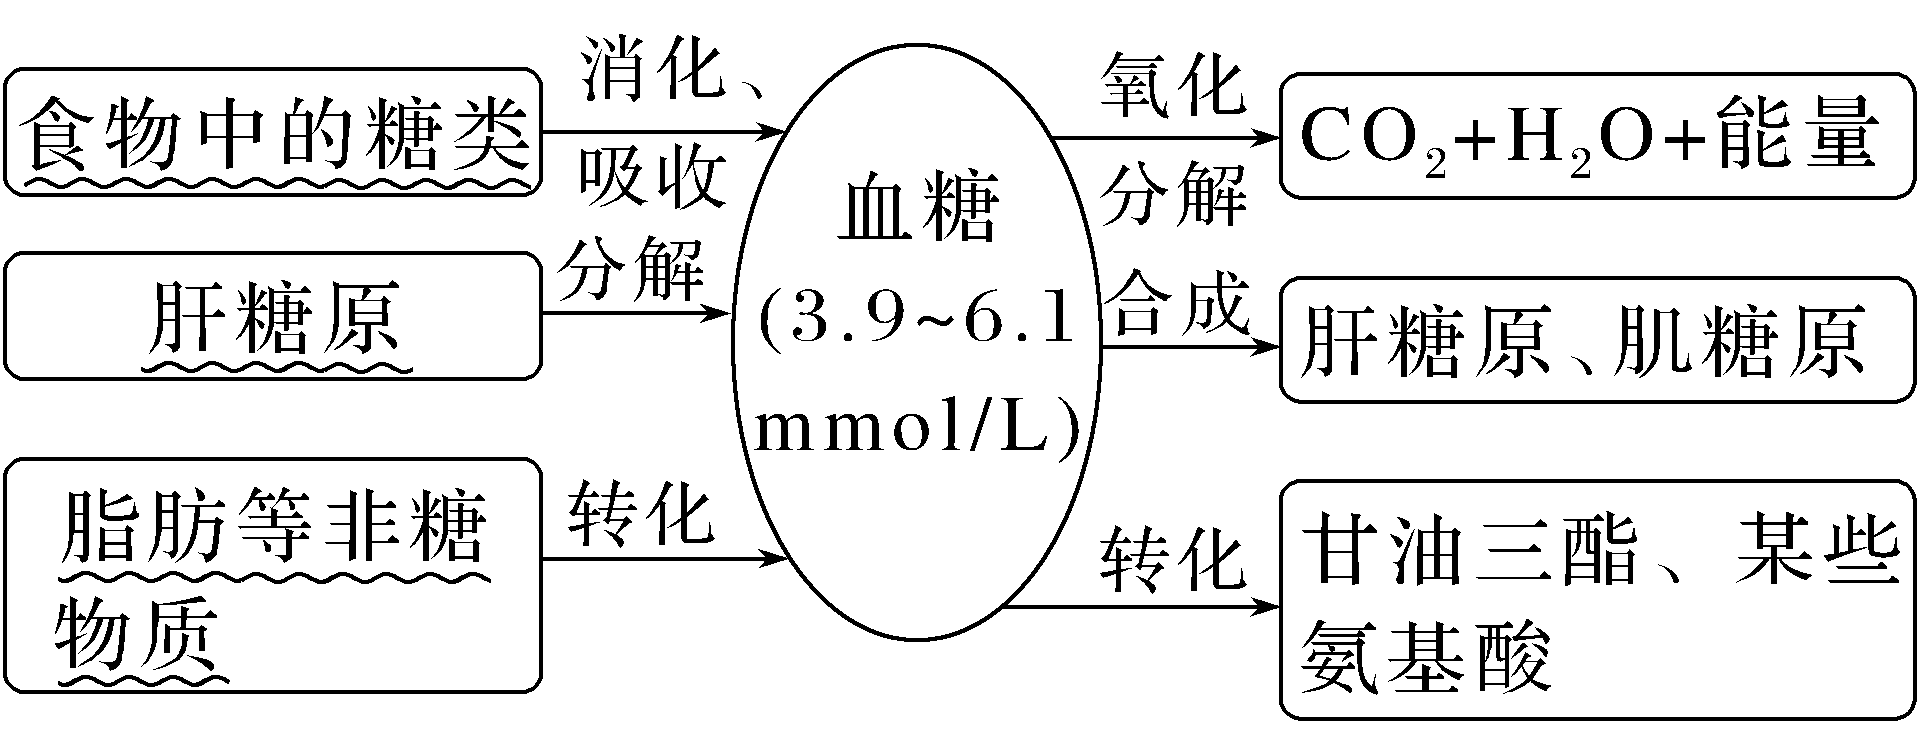 食物中的糖类
消化、
吸收
肝糖原
分解
脂肪等非糖
物质
转化
血糖
(3.9~6.1
mmol/L)
氧化
分解
CO₂+H₂O+能量
合成
肝糖原、肌糖原
转化
甘油三酯、某些
氨基酸